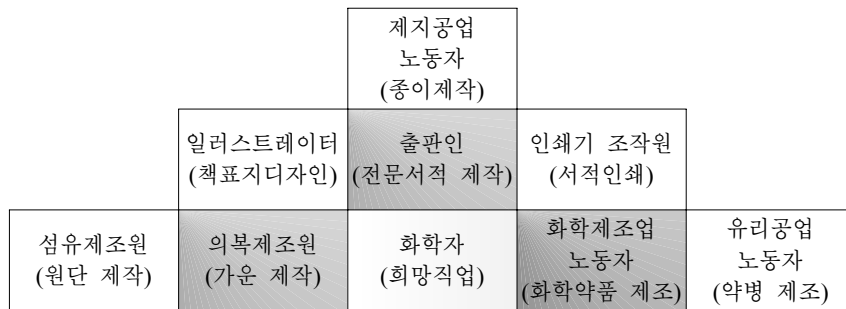 제지공업
노동자
(종이제작)
일러스트레이터
(책표지디자인)
출판인
(전문서적 제작)
인쇄기 조작원
(서적인쇄)
섬유제조원
(원단 제작)
의복제조원
(가운 제작)
화학자
(희망직업)
화학제조업
노동자
(화학약품 제조)
유리공업
노동자
(약병 제조)